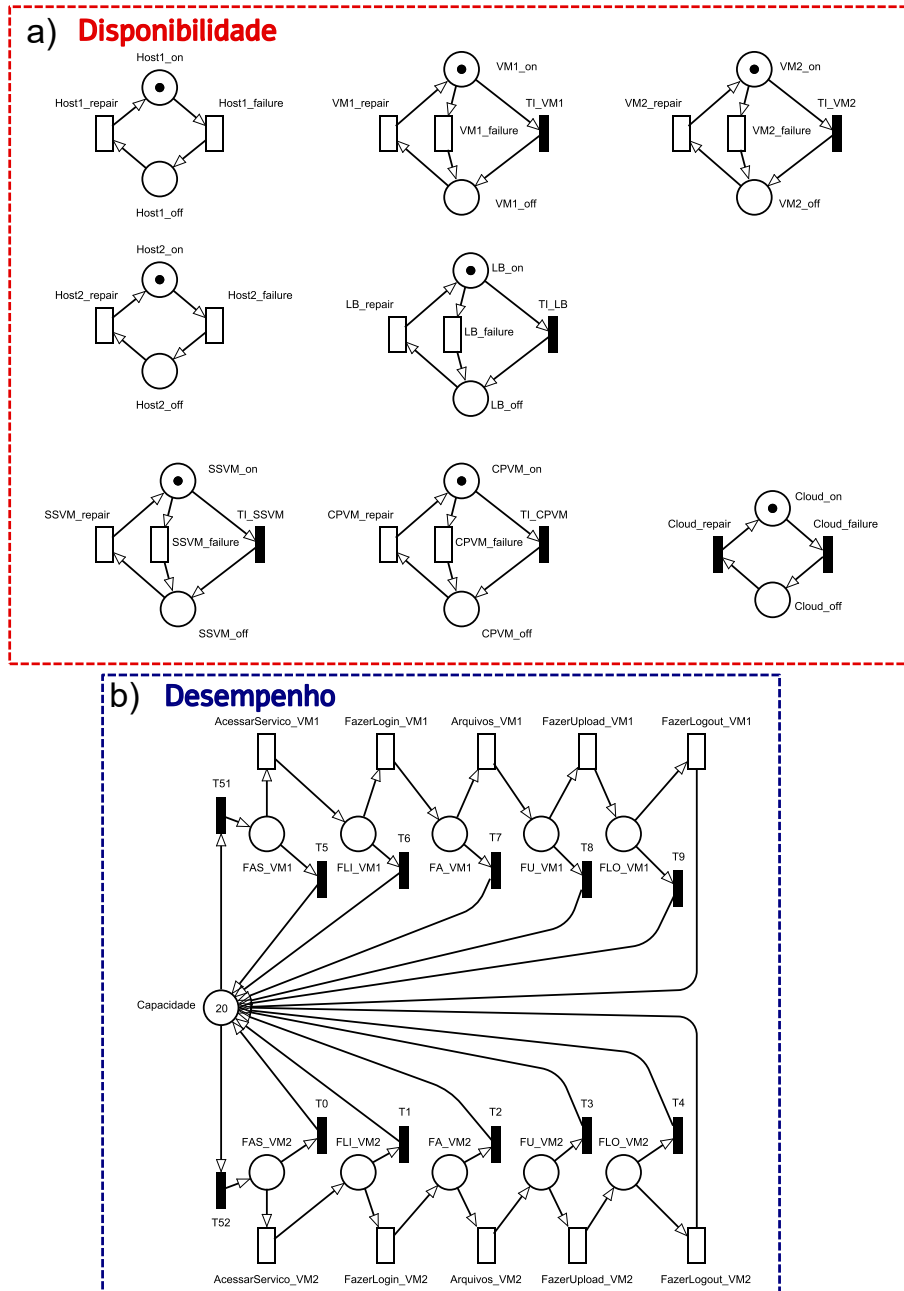 a) Disponibilidade
Host1_on
Host1_repair
Host1_failure
Host1_off
VM1_on
VM1_repair
TI_VM1
VM1_failure
VM1_off
VM2_on
VM2_repair
TI_VM2
VM2_failure
VM2_off
Host2_on
Host2_repair
Host2_failure
Host2_off
LB_on
LB_repair
TI_LB
LB_failure
LB_off
SSVM_on
SSVM_repair
TI_SSVM
SSVM_failure
SSVM_off
CPVM_on
CPVM_repair
TI_CPVM
CPVM_failure
CPVM_off
Cloud_on
Cloud_repair
Cloud_failure
Cloud_off
b) Desempenho
AcessarServico_VM1
FazerLogin_VM1
Arquivos_VM1
FazerUpload_VM1
FazerLogout_VM1
T51
T5
T6
T7
T8
T9
FAS_VM1
FLI_VM1
FA_VM1
FU_VM1
FLO_VM1
Capacidade
20
T0
T1
T2
T3
T4
FAS_VM2
FLI_VM2
FA_VM2
FU_VM2
FLO_VM2
T52
AcessarServico_VM2
FazerLogin_VM2
Arquivos_VM2
FazerUpload_VM2
FazerLogout_VM2